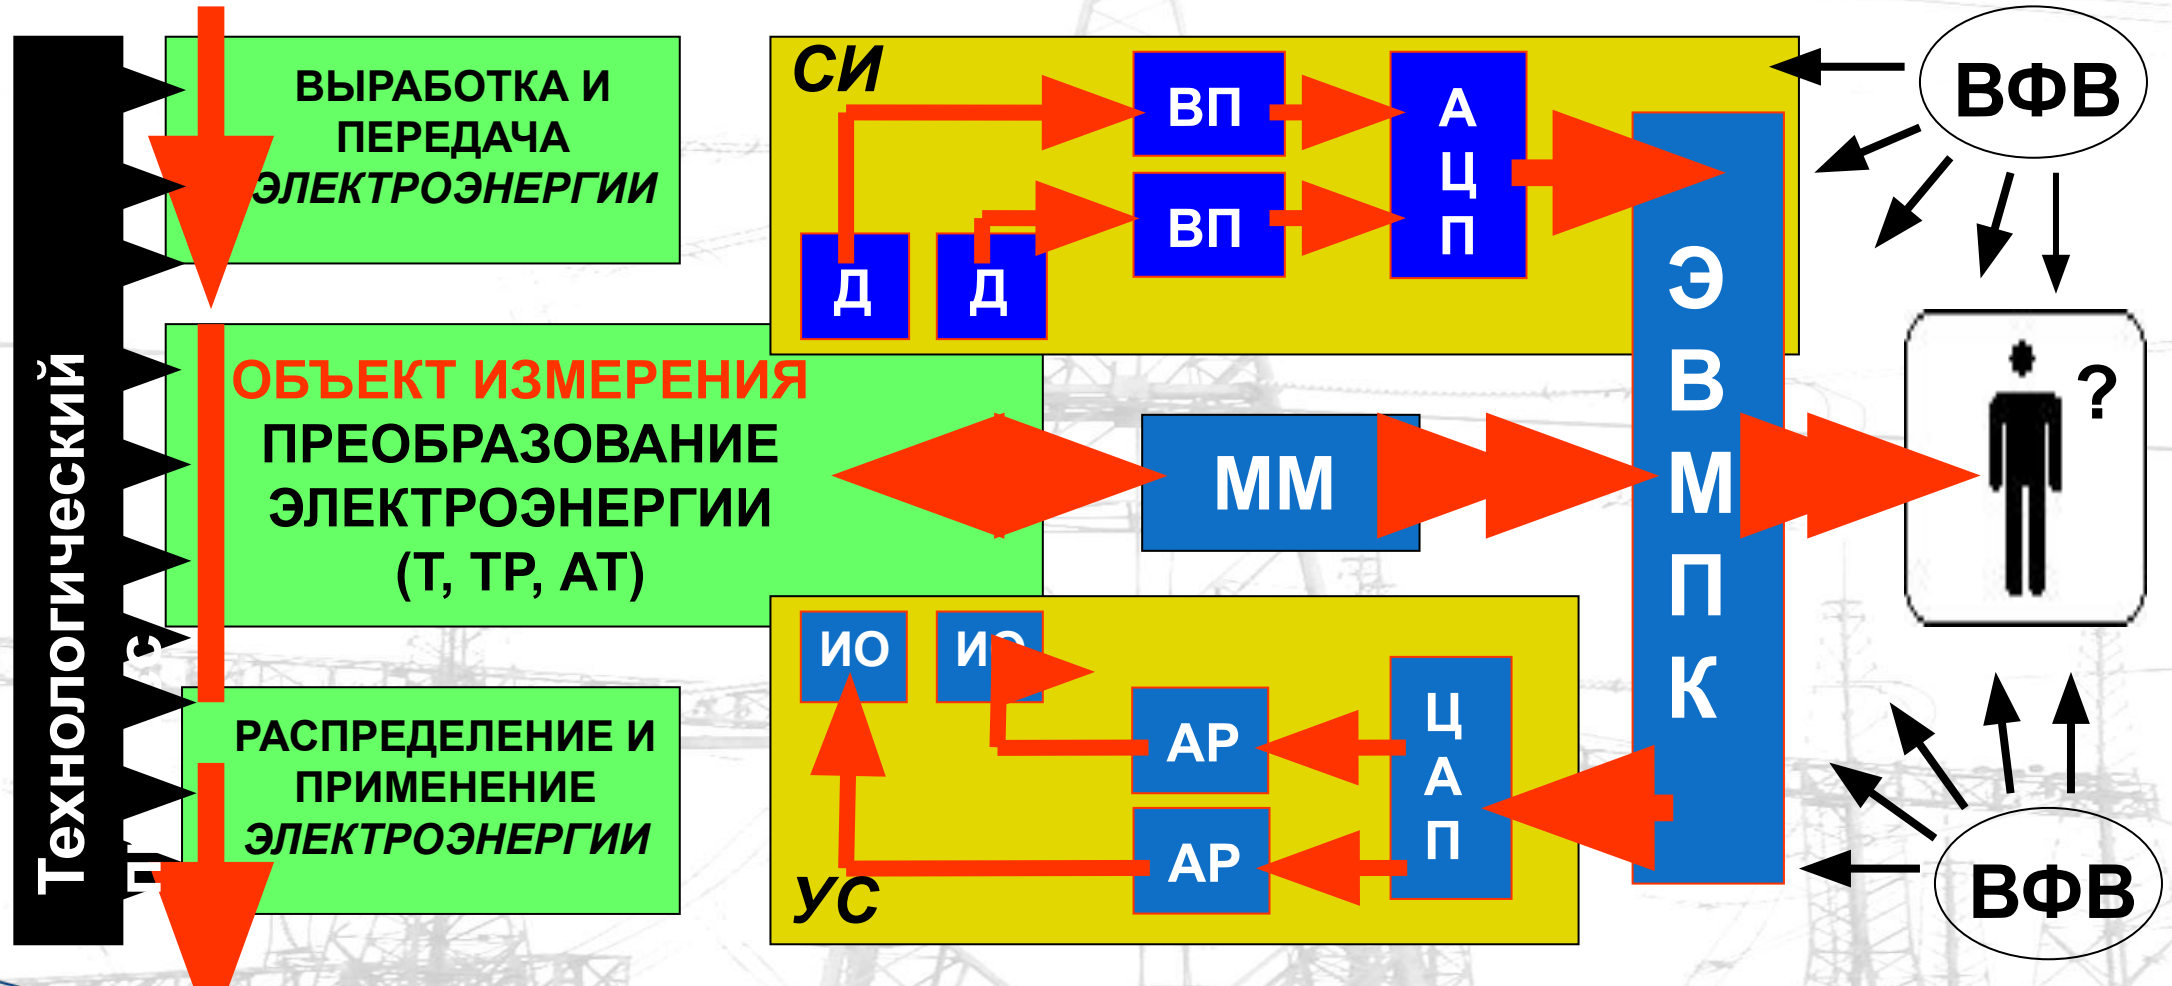 Технологический
ВЫРАБОТКА И
ПЕРЕДАЧА
ЭЛЕКТРОЭНЕРГИИ
ОБЪЕКТ ИЗМЕРЕНИЯ
ПРЕОБРАЗОВАНИЕ
ЭЛЕКТРОЭНЕРГИИ
(Т, ТР, АТ)
РАСПРЕДЕЛЕНИЕ И
ПРИМЕНЕНИЕ
ЭЛЕКТРОЭНЕРГИИ
СИ
Д
Д
ВП
ВП
А
Ц
П
ММ
Э
В
М
П
К
ИО
ИО
АР
АР
Ц
А
П
УС
ВФВ
?
ВФВ